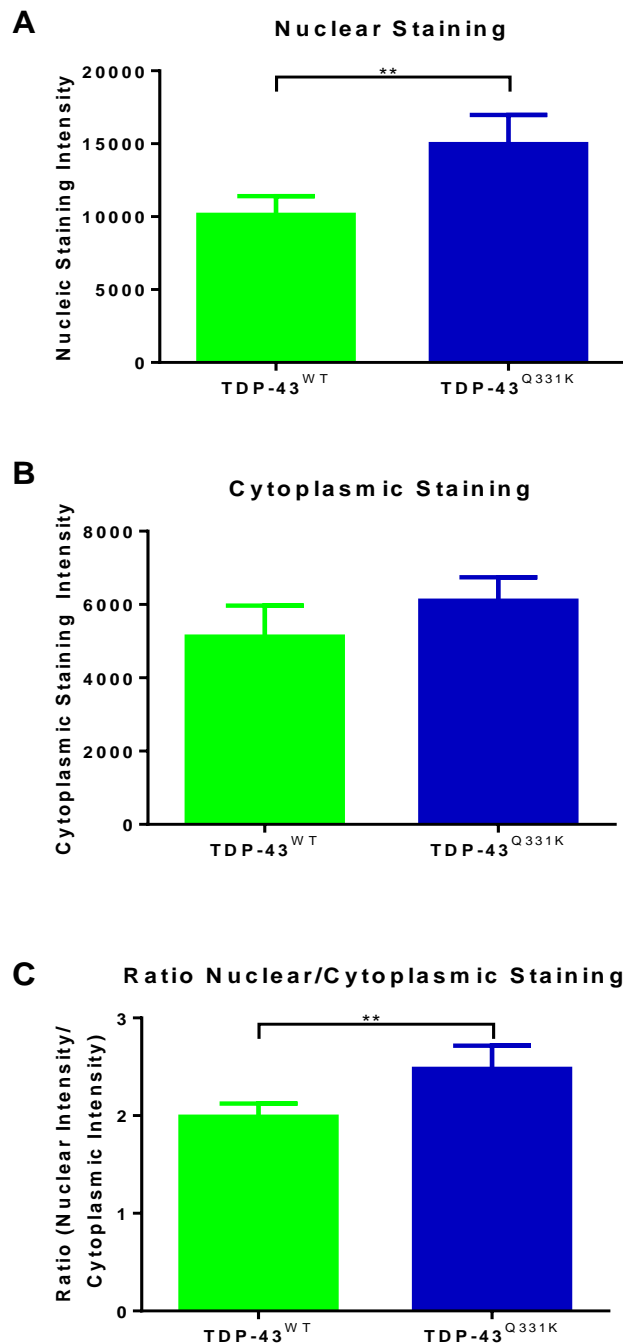 A
Nuclear Staining
Nucleic Staining Intensity
20000
15000
10000
5000
0
**
TDP-43^WT
TDP-43^Q331K
B
Cytoplasmic Staining
Cytoplasmic Staining Intensity
8000
6000
4000
2000
0
TDP-43^WT
TDP-43^Q331K
C
Ratio Nuclear/Cytoplasmic Staining
Ratio (Nuclear Intensity/
Cytoplasmic Intensity)
3
2
1
0
**
TDP-43^WT
TDP-43^Q331K